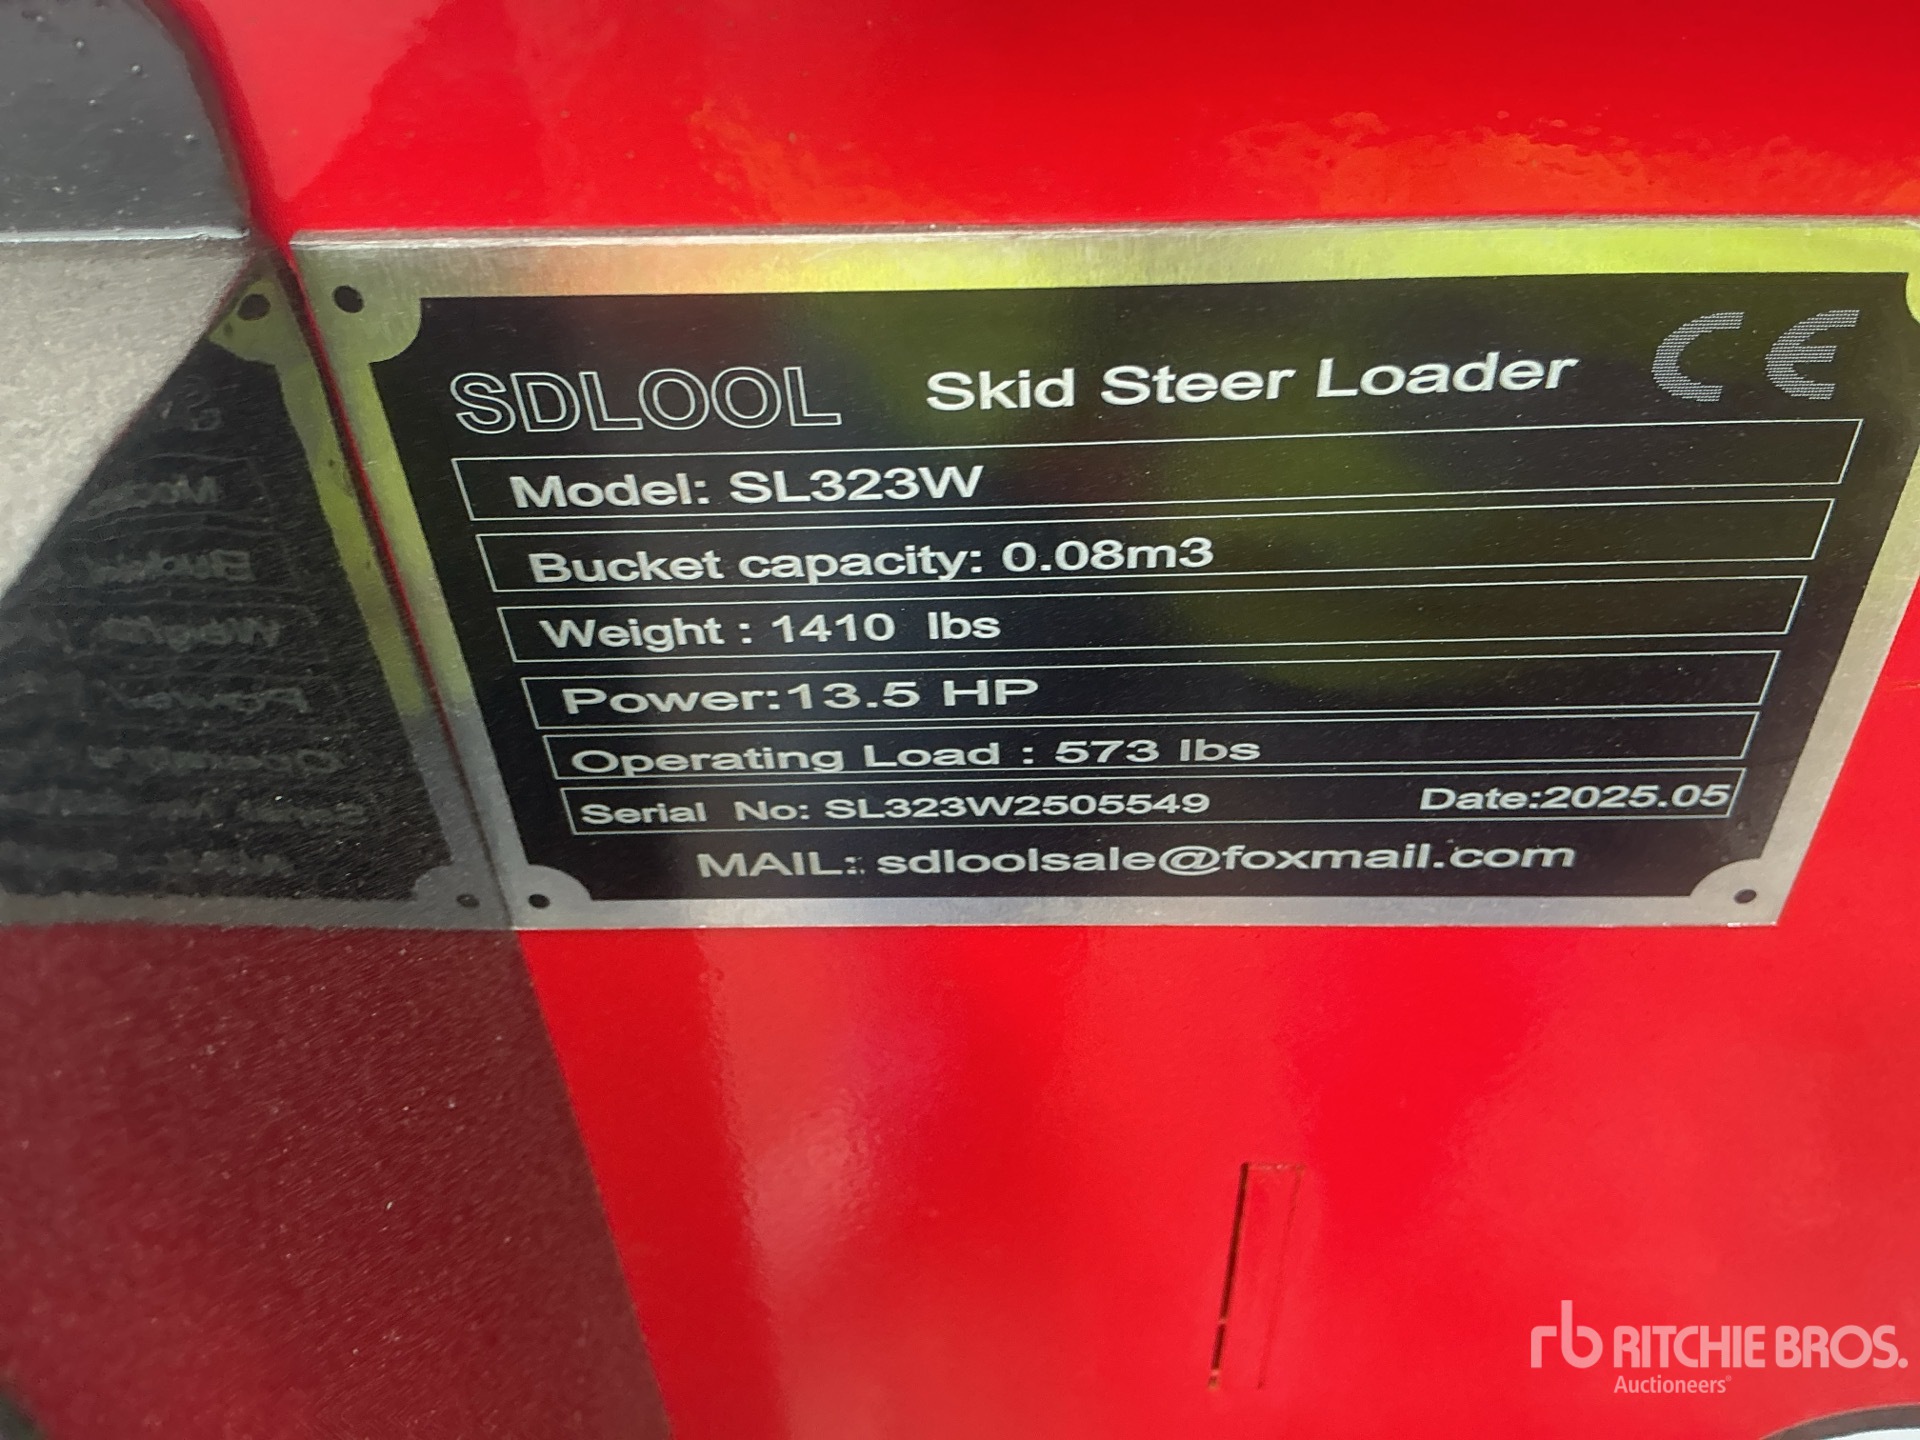 SDLOOL Skid Steer Loader CE
Model: SL323W
Bucket capacity: 0.08m3
Weight : 1410 lbs
Power:13.5 HP
Operating Load : 573 lbs
Serial No: SL323W2505549 Date:2025.05
MAIL: sdloolsale@foxmail.com
rb RITCHIE BROS.
Auctioneers